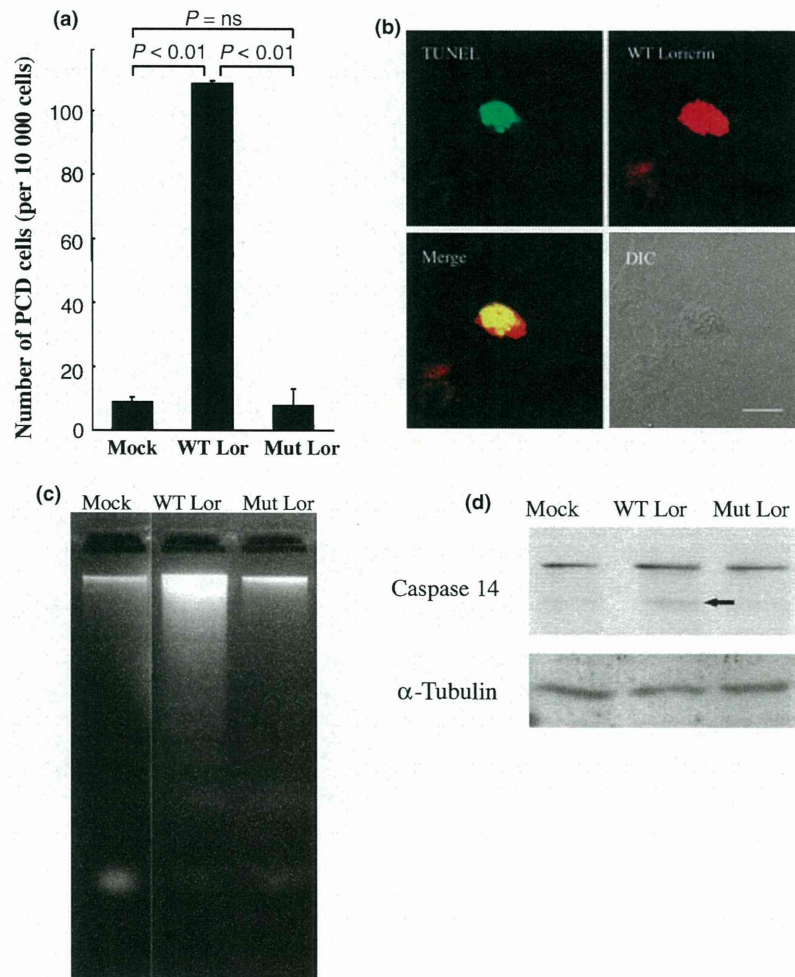 (a)
P = ns
P < 0.01 P < 0.01
Number of PCD cells (per 10 000 cells)
100
80
60
40
20
0
Mock WT Lor Mut Lor
(b)
TUNEL WT Loricrin
Merge DIC
(c)
Mock WT Lor Mut Lor
(d)
Mock WT Lor Mut Lor
Caspase 14
α-Tubulin